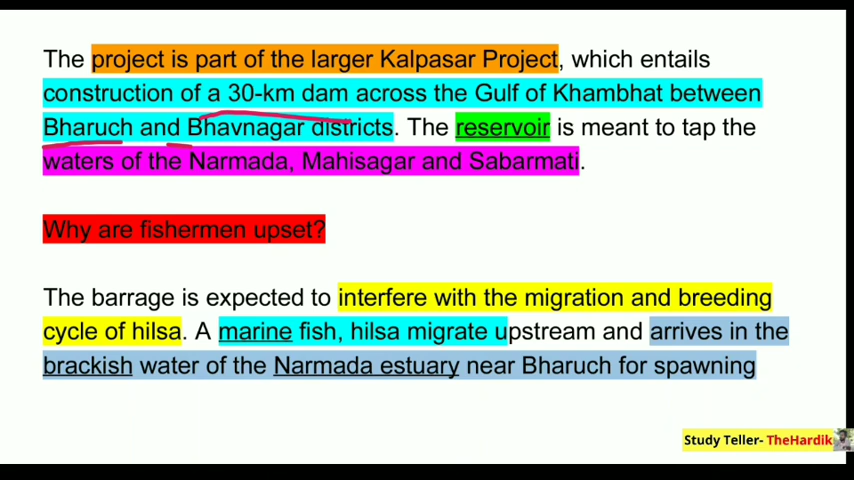 The project is part of the larger Kalpasar Project, which entails
construction of a 30-km dam across the Gulf of Khambhat between
Bharuch and Bhavnagar districts. The reservoir is meant to tap the
waters of the Narmada, Mahisagar and Sabarmati.
Why are fishermen upset?
The barrage is expected to interfere with the migration and breeding
cycle of hilsa. A marine fish, hilsa migrate upstream and arrives in the
brackish water of the Narmada estuary near Bharuch for spawning
Study Teller- TheHardik